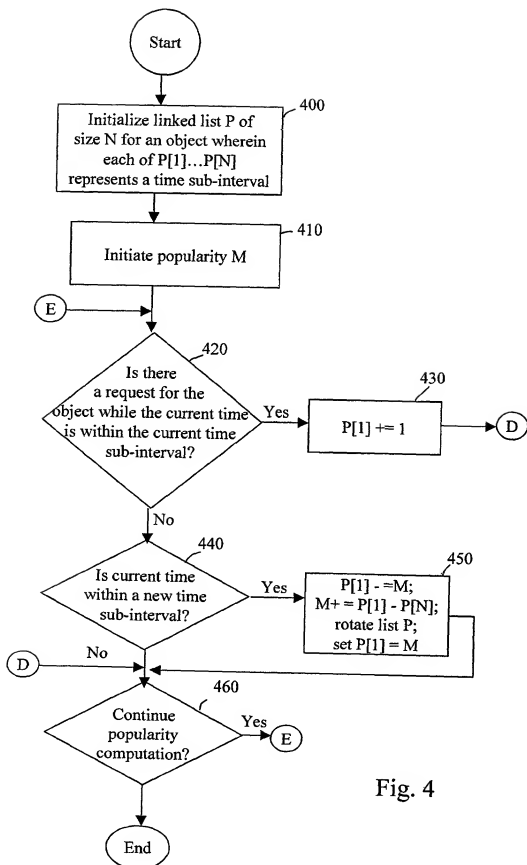 Start
400
Initialize linked list P of
size N for an object wherein
each of P[1]...P[N]
represents a time sub-interval
410
Initiate popularity M
E
420
Is there
a request for the
object while the current time
is within the current time
sub-interval?
Yes
430
P[1] += 1
D
No
440
Is current time
within a new time
sub-interval?
Yes
450
P[1] - =M;
M+ = P[1] - P[N];
rotate list P;
set P[1] = M
D
No
460
Continue
popularity
computation?
Yes
E
Fig. 4
End